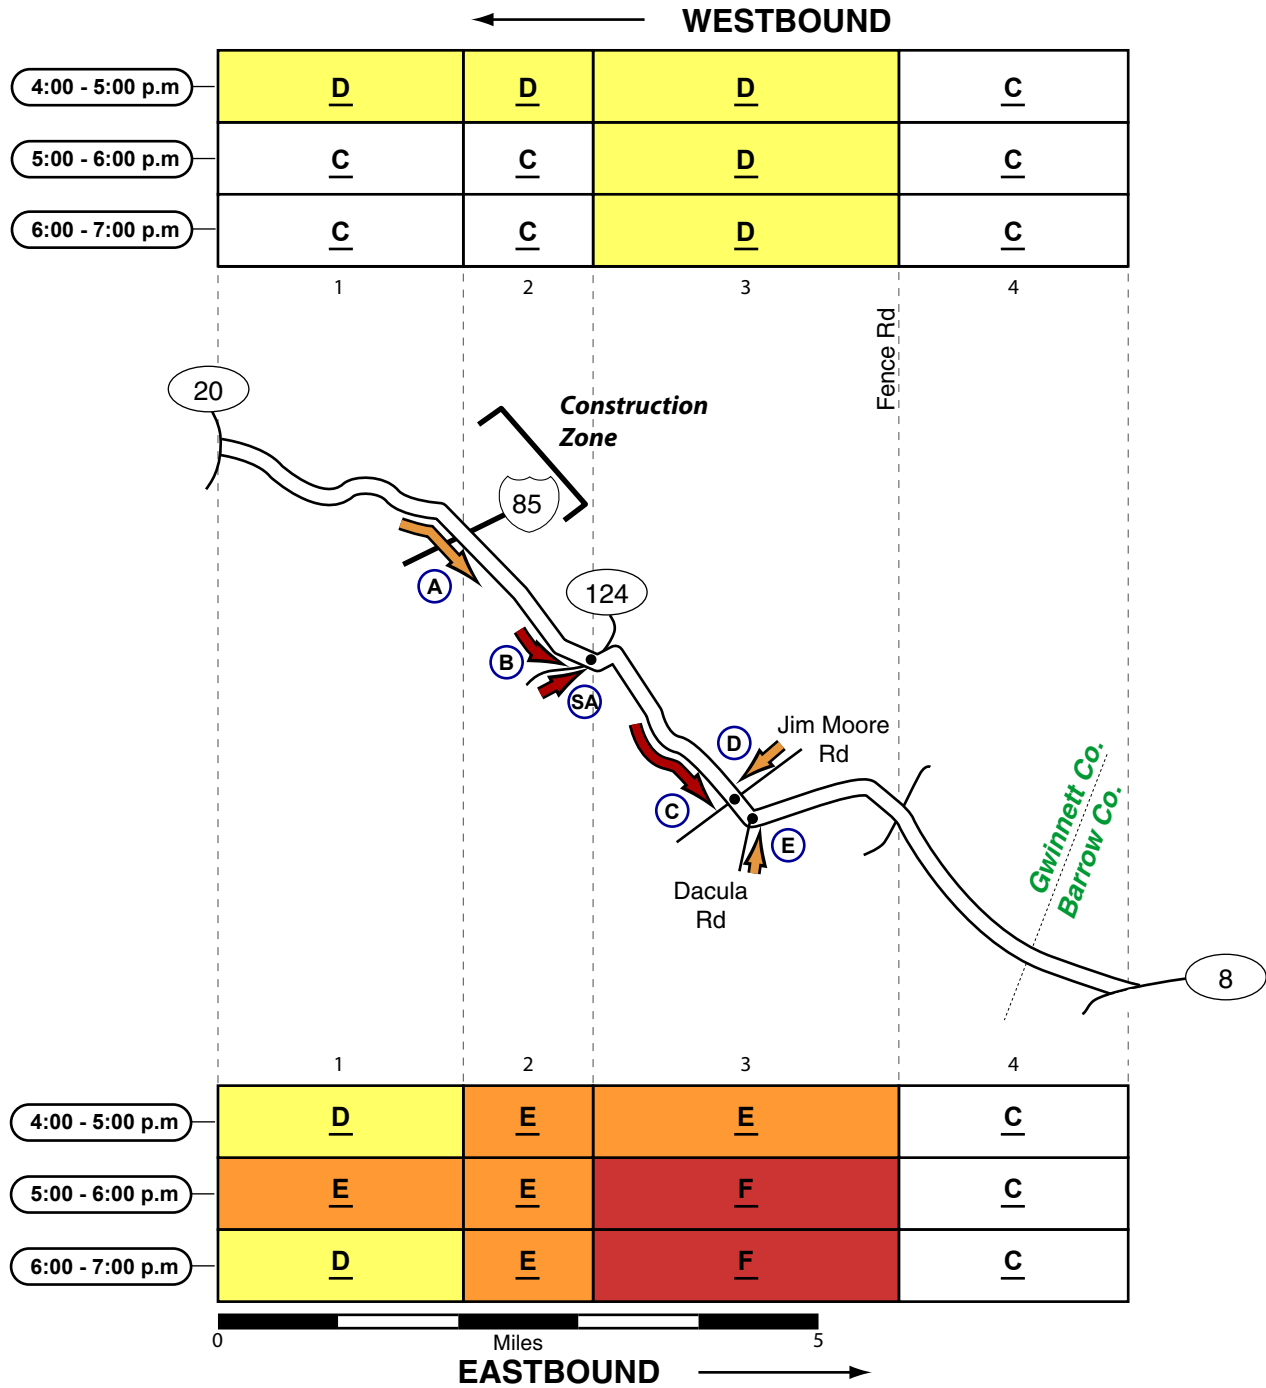 WESTBOUND
4:00 - 5:00 p.m D D D C
5:00 - 6:00 p.m C C D C
6:00 - 7:00 p.m C C D C
1 2 3 4
Fence Rd
20
Construction
Zone
85
A
124
B
SA
D
Jim Moore
Rd
C
E
Dacula
Rd
Gwinnett Co.
Barrow Co.
8
1 2 3 4
4:00 - 5:00 p.m D E E C
5:00 - 6:00 p.m E E F C
6:00 - 7:00 p.m D E F C
0 Miles 5
EASTBOUND